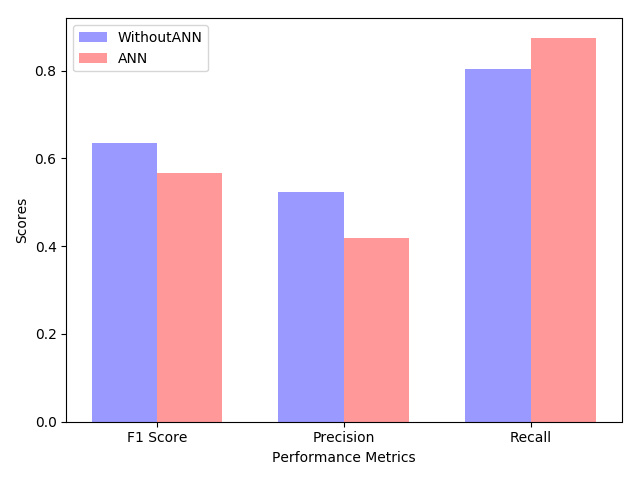 WithoutANN
ANN
Scores
0.8
0.6
0.4
0.2
0.0
F1 Score
Precision
Recall
Performance Metrics